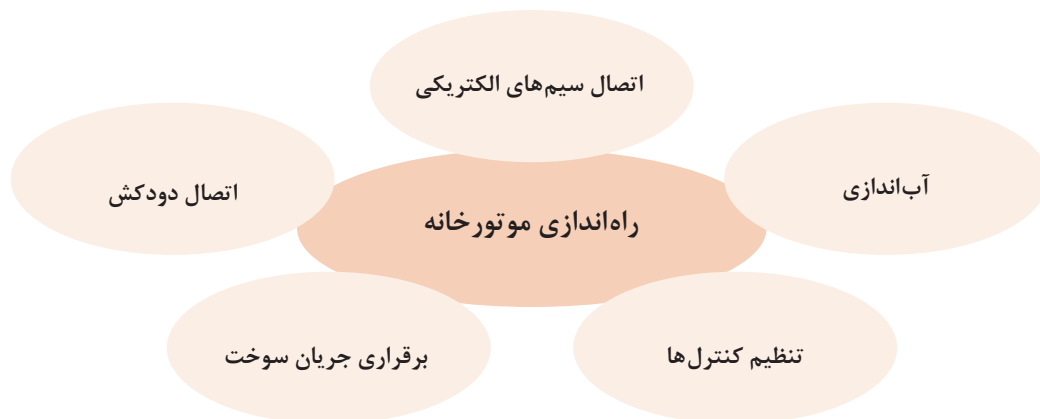 اتصال سیم‌های الکتریکی
آب‌اندازی
اتصال دودکش
راه‌اندازی موتورخانه
تنظیم کنترل‌ها
برقراری جریان سوخت